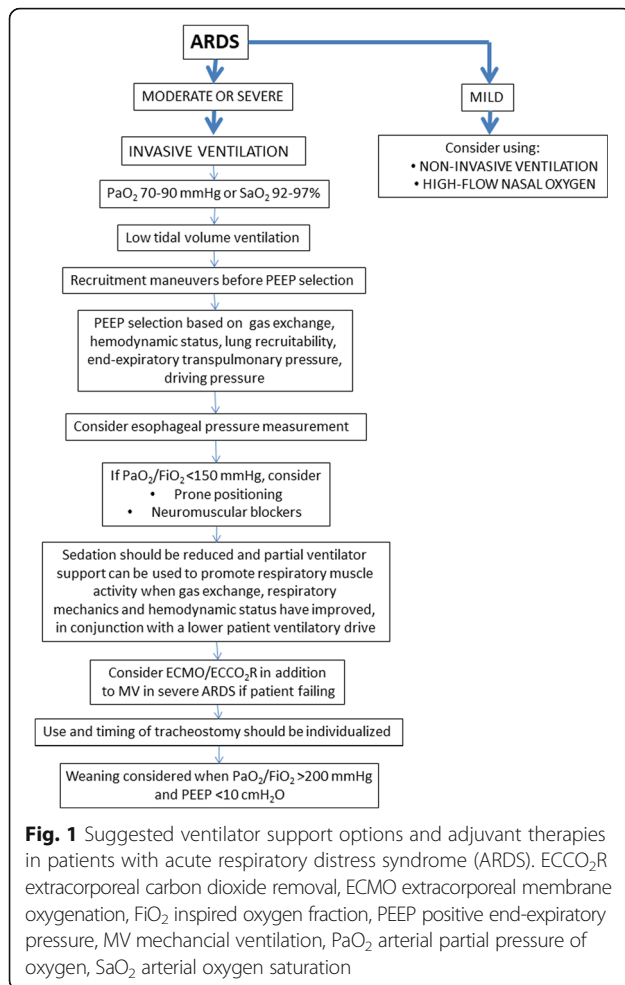 ARDS
MODERATE OR SEVERE
MILD
INVASIVE VENTILATION
Consider using:
• NON-INVASIVE VENTILATION
• HIGH-FLOW NASAL OXYGEN
PaO₂ 70-90 mmHg or SaO₂ 92-97%
Low tidal volume ventilation
Recruitment maneuvers before PEEP selection
PEEP selection based on gas exchange,
hemodynamic status, lung recruitability,
end-expiratory transpulmonary pressure,
driving pressure
Consider esophageal pressure measurement
If PaO₂/FiO₂<150 mmHg, consider
• Prone positioning
• Neuromuscular blockers
Sedation should be reduced and partial ventilator
support can be used to promote respiratory muscle
activity when gas exchange, respiratory
mechanics and hemodynamic status have improved,
in conjunction with a lower patient ventilatory drive
Consider ECMO/ECCO₂R in addition
to MV in severe ARDS if patient failing
Use and timing of tracheostomy should be individualized
Weaning considered when PaO₂/FiO₂ >200 mmHg
and PEEP <10 cmH₂O
Fig. 1 Suggested ventilator support options and adjuvant therapies
in patients with acute respiratory distress syndrome (ARDS). ECCO₂R
extracorporeal carbon dioxide removal, ECMO extracorporeal membrane
oxygenation, FiO₂ inspired oxygen fraction, PEEP positive end-expiratory
pressure, MV mechancial ventilation, PaO₂ arterial partial pressure of
oxygen, SaO₂ arterial oxygen saturation